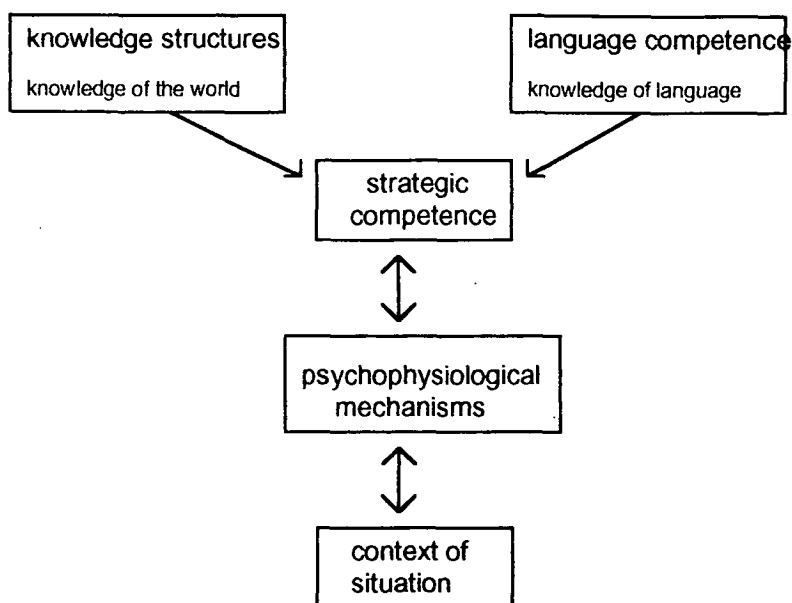 knowledge structures
knowledge of the world
language competence
knowledge of language
strategic
competence
psychophysiological
mechanisms
context of
situation